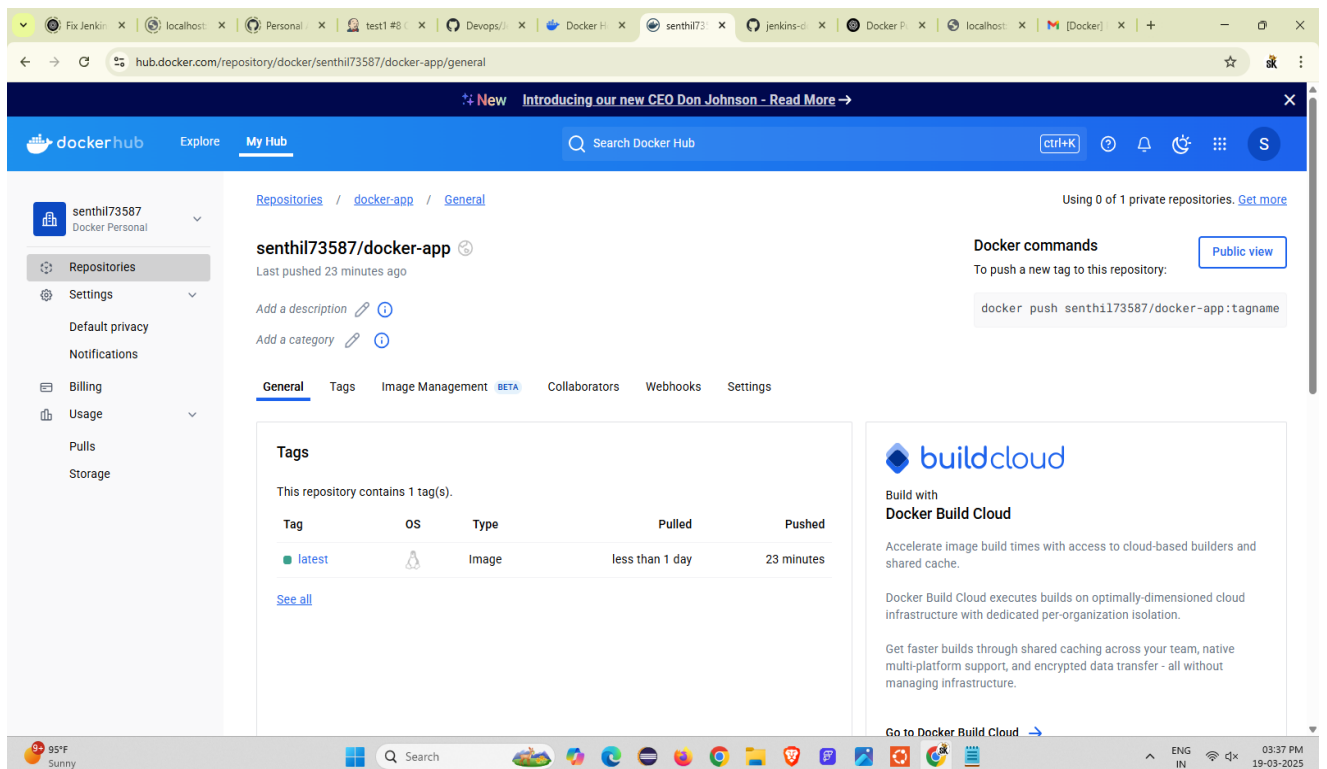 Fix Jenkin
localhost:
Personal
test1 #8 C
Devops/J
Docker H
senthil73
jenkins-d
Docker P
localhost:
[Docker]
hub.docker.com/repository/docker/senthil73587/docker-app/general
SK
New Introducing our new CEO Don Johnson - Read More →
dockerhub Explore My Hub Search Docker Hub ctrl+K S
senthil73587
Docker Personal
Repositories
Settings
Default privacy
Notifications
Billing
Usage
Pulls
Storage
Repositories / docker-app / General
Using 0 of 1 private repositories. Get more
senthil73587/docker-app
Last pushed 23 minutes ago
Add a description
Add a category
Docker commands
Public view
To push a new tag to this repository:
docker push senthil73587/docker-app:tagname
General Tags Image Management BETA Collaborators Webhooks Settings
Tags
This repository contains 1 tag(s).
Tag OS Type Pulled Pushed
latest Image less than 1 day 23 minutes
See all
buildcloud
Build with
Docker Build Cloud
Accelerate image build times with access to cloud-based builders and
shared cache.
Docker Build Cloud executes builds on optimally-dimensioned cloud
infrastructure with dedicated per-organization isolation.
Get faster builds through shared caching across your team, native
multi-platform support, and encrypted data transfer - all without
managing infrastructure.
Go to Docker Build Cloud →
9+
95°F
Sunny
Search
SK
ENG
IN
03:37 PM
19-03-2025